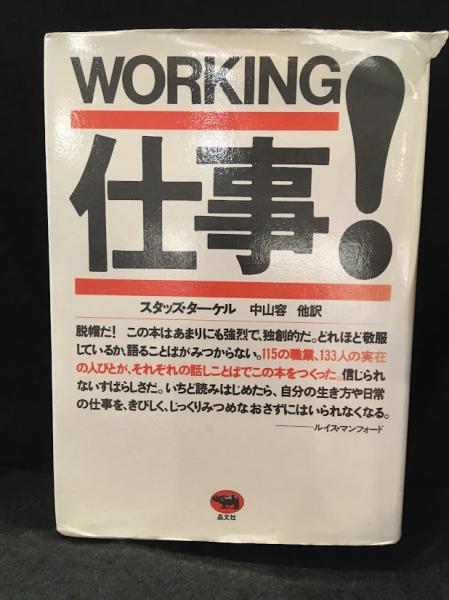 WORKING
仕事!
スタッズ・ターケル 中山容 他訳
脱帽だ! この本はあまりにも強烈で、独創的だ。どれほど敬服
しているか、語ることばがみつからない。115の職業、133人の実在
の人びとが、それぞれの話しことばでこの本をつくった。信じられ
ないすばらしさだ。いちど読みはじめたら、自分の生き方や日常
の仕事を、きびしく、じっくりみつめなおさずにはいられなくなる。
——ルイス・マンフォード
晶文社